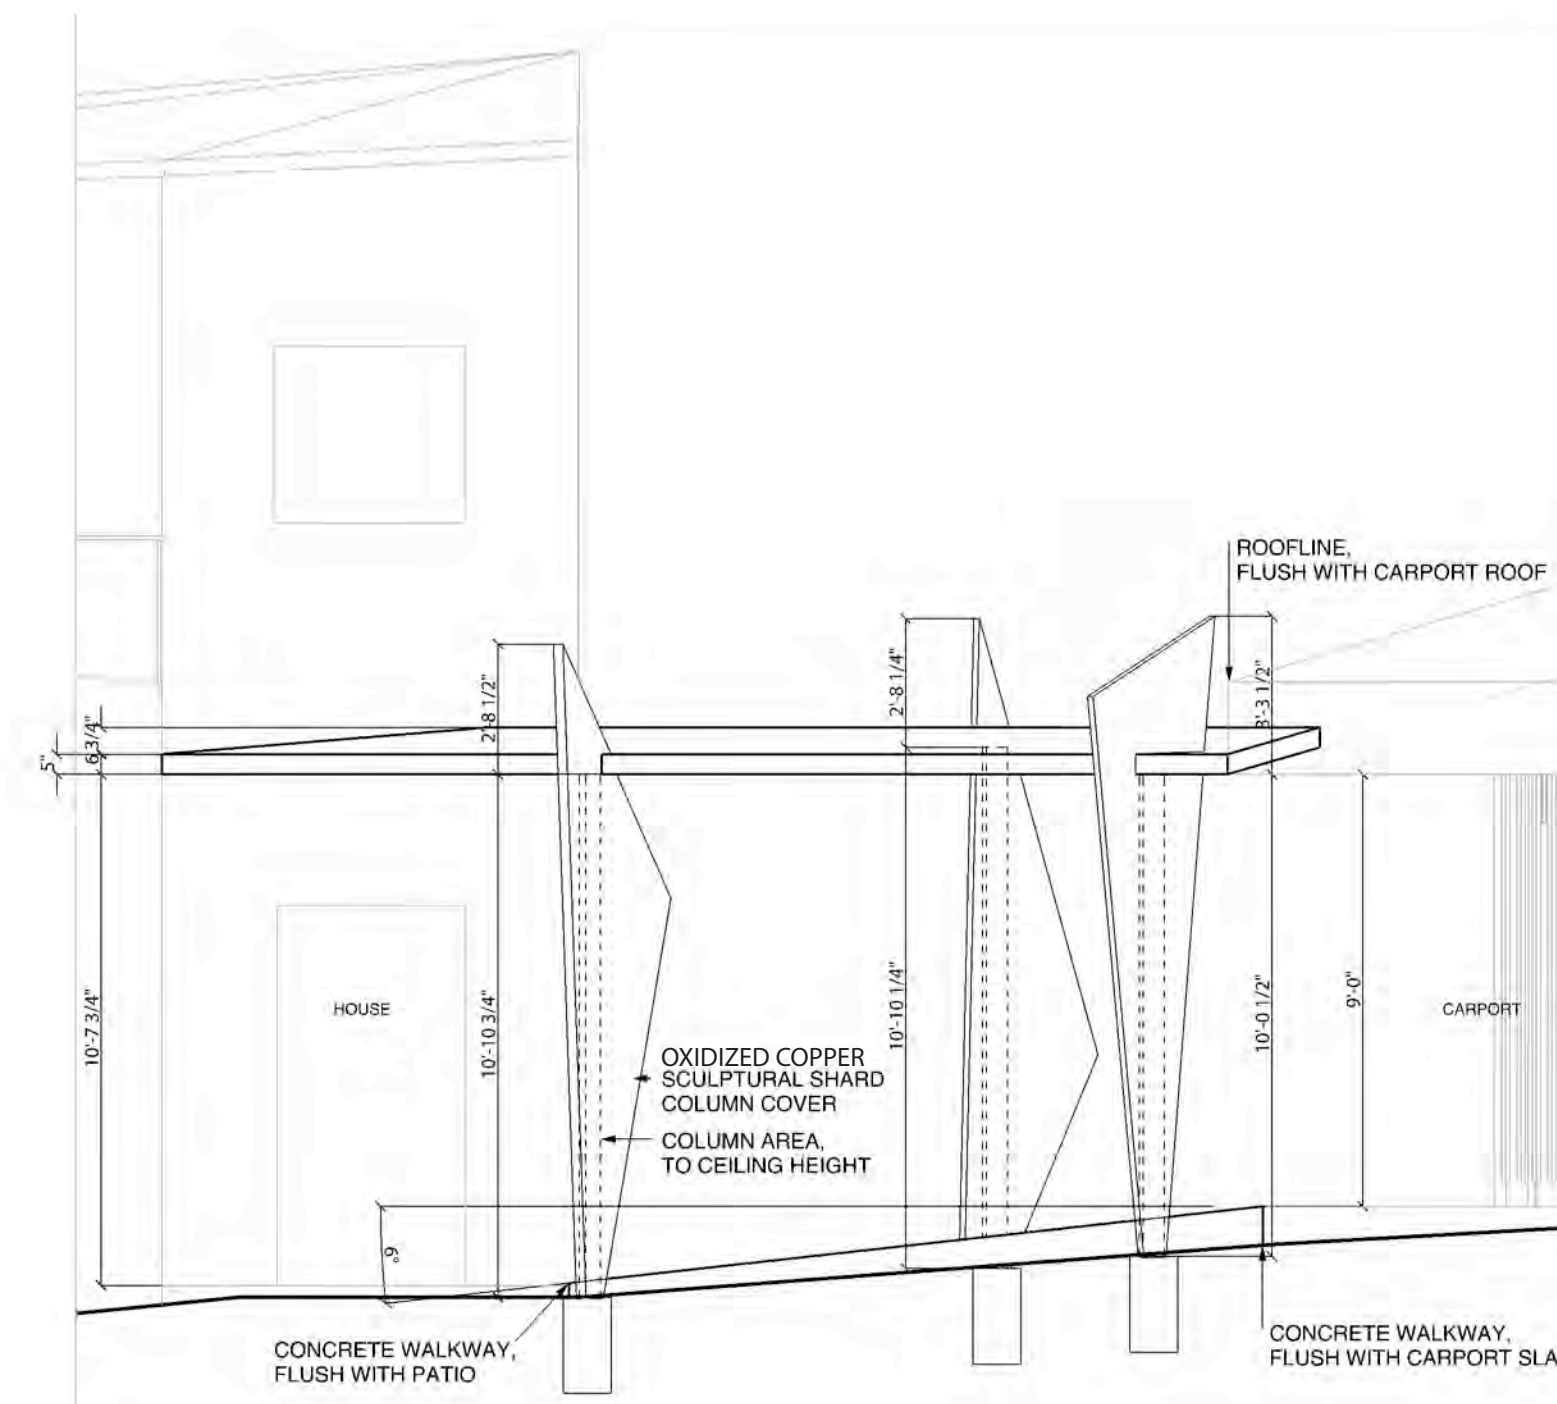 ROOFLINE,
FLUSH WITH CARPORT ROOF
2'-8 1/2"
2'-8 1/4"
3'-3 1/2"
6 3/4"
5"
10'-7 3/4"
HOUSE
10'-10 3/4"
OXIDIZED COPPER
SCULPTURAL SHARD
COLUMN COVER
COLUMN AREA,
TO CEILING HEIGHT
10'-10 1/4"
10'-0 1/2"
9'-0"
CARPORT
6°
CONCRETE WALKWAY,
FLUSH WITH PATIO
CONCRETE WALKWAY,
FLUSH WITH CARPORT SLA